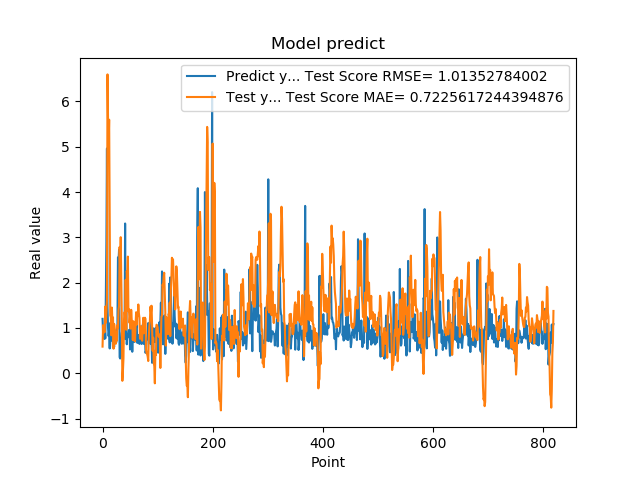 Model predict
Predict y... Test Score RMSE= 1.01352784002
Test y... Test Score MAE= 0.7225617244394876
Real value
6
5
4
3
2
1
0
−1
0 200 400 600 800
Point